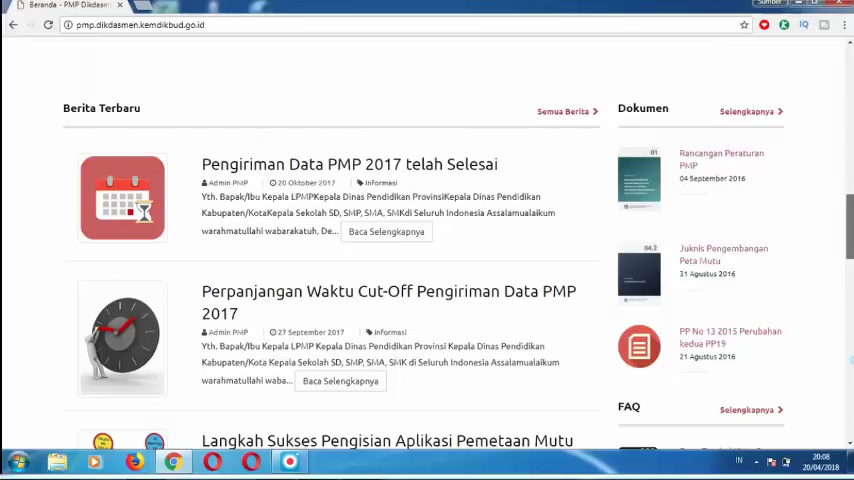 Beranda - PMP Dikdasm
Sumber
pmp.dikdasmen.kemdikbud.go.id
Berita Terbaru
Semua Berita
Pengiriman Data PMP 2017 telah Selesai
Admin PMP 20 Oktober 2017 Informasi
Yth. Bapak/Ibu Kepala LPMPKepala Dinas Pendidikan ProvinsiKepala Dinas Pendidikan
Kabupaten/KotaKepala Sekolah SD, SMP, SMA, SMKdi Seluruh Indonesia Assalamualaikum
warahmatullahi wabarakatuh, De... Baca Selengkapnya
Perpanjangan Waktu Cut-Off Pengiriman Data PMP
2017
Admin PMP 27 September 2017 Informasi
Yth. Bapak/Ibu Kepala LPMP Kepala Dinas Pendidikan Provinsi Kepala Dinas Pendidikan
Kabupaten/Kota Kepala Sekolah SD, SMP, SMA, SMK di Seluruh Indonesia Assalamualaikum
warahmatullahi waba... Baca Selengkapnya
Langkah Sukses Pengisian Aplikasi Pemetaan Mutu
Dokumen
Selengkapnya
01
Rancangan Peraturan
PMP
04 September 2016
04.2
Juknis Pengembangan
Peta Mutu
31 Agustus 2016
PP No 13 2015 Perubahan
kedua PP19
21 Agustus 2016
FAQ
Selengkapnya
IN
20:08
20/04/2018